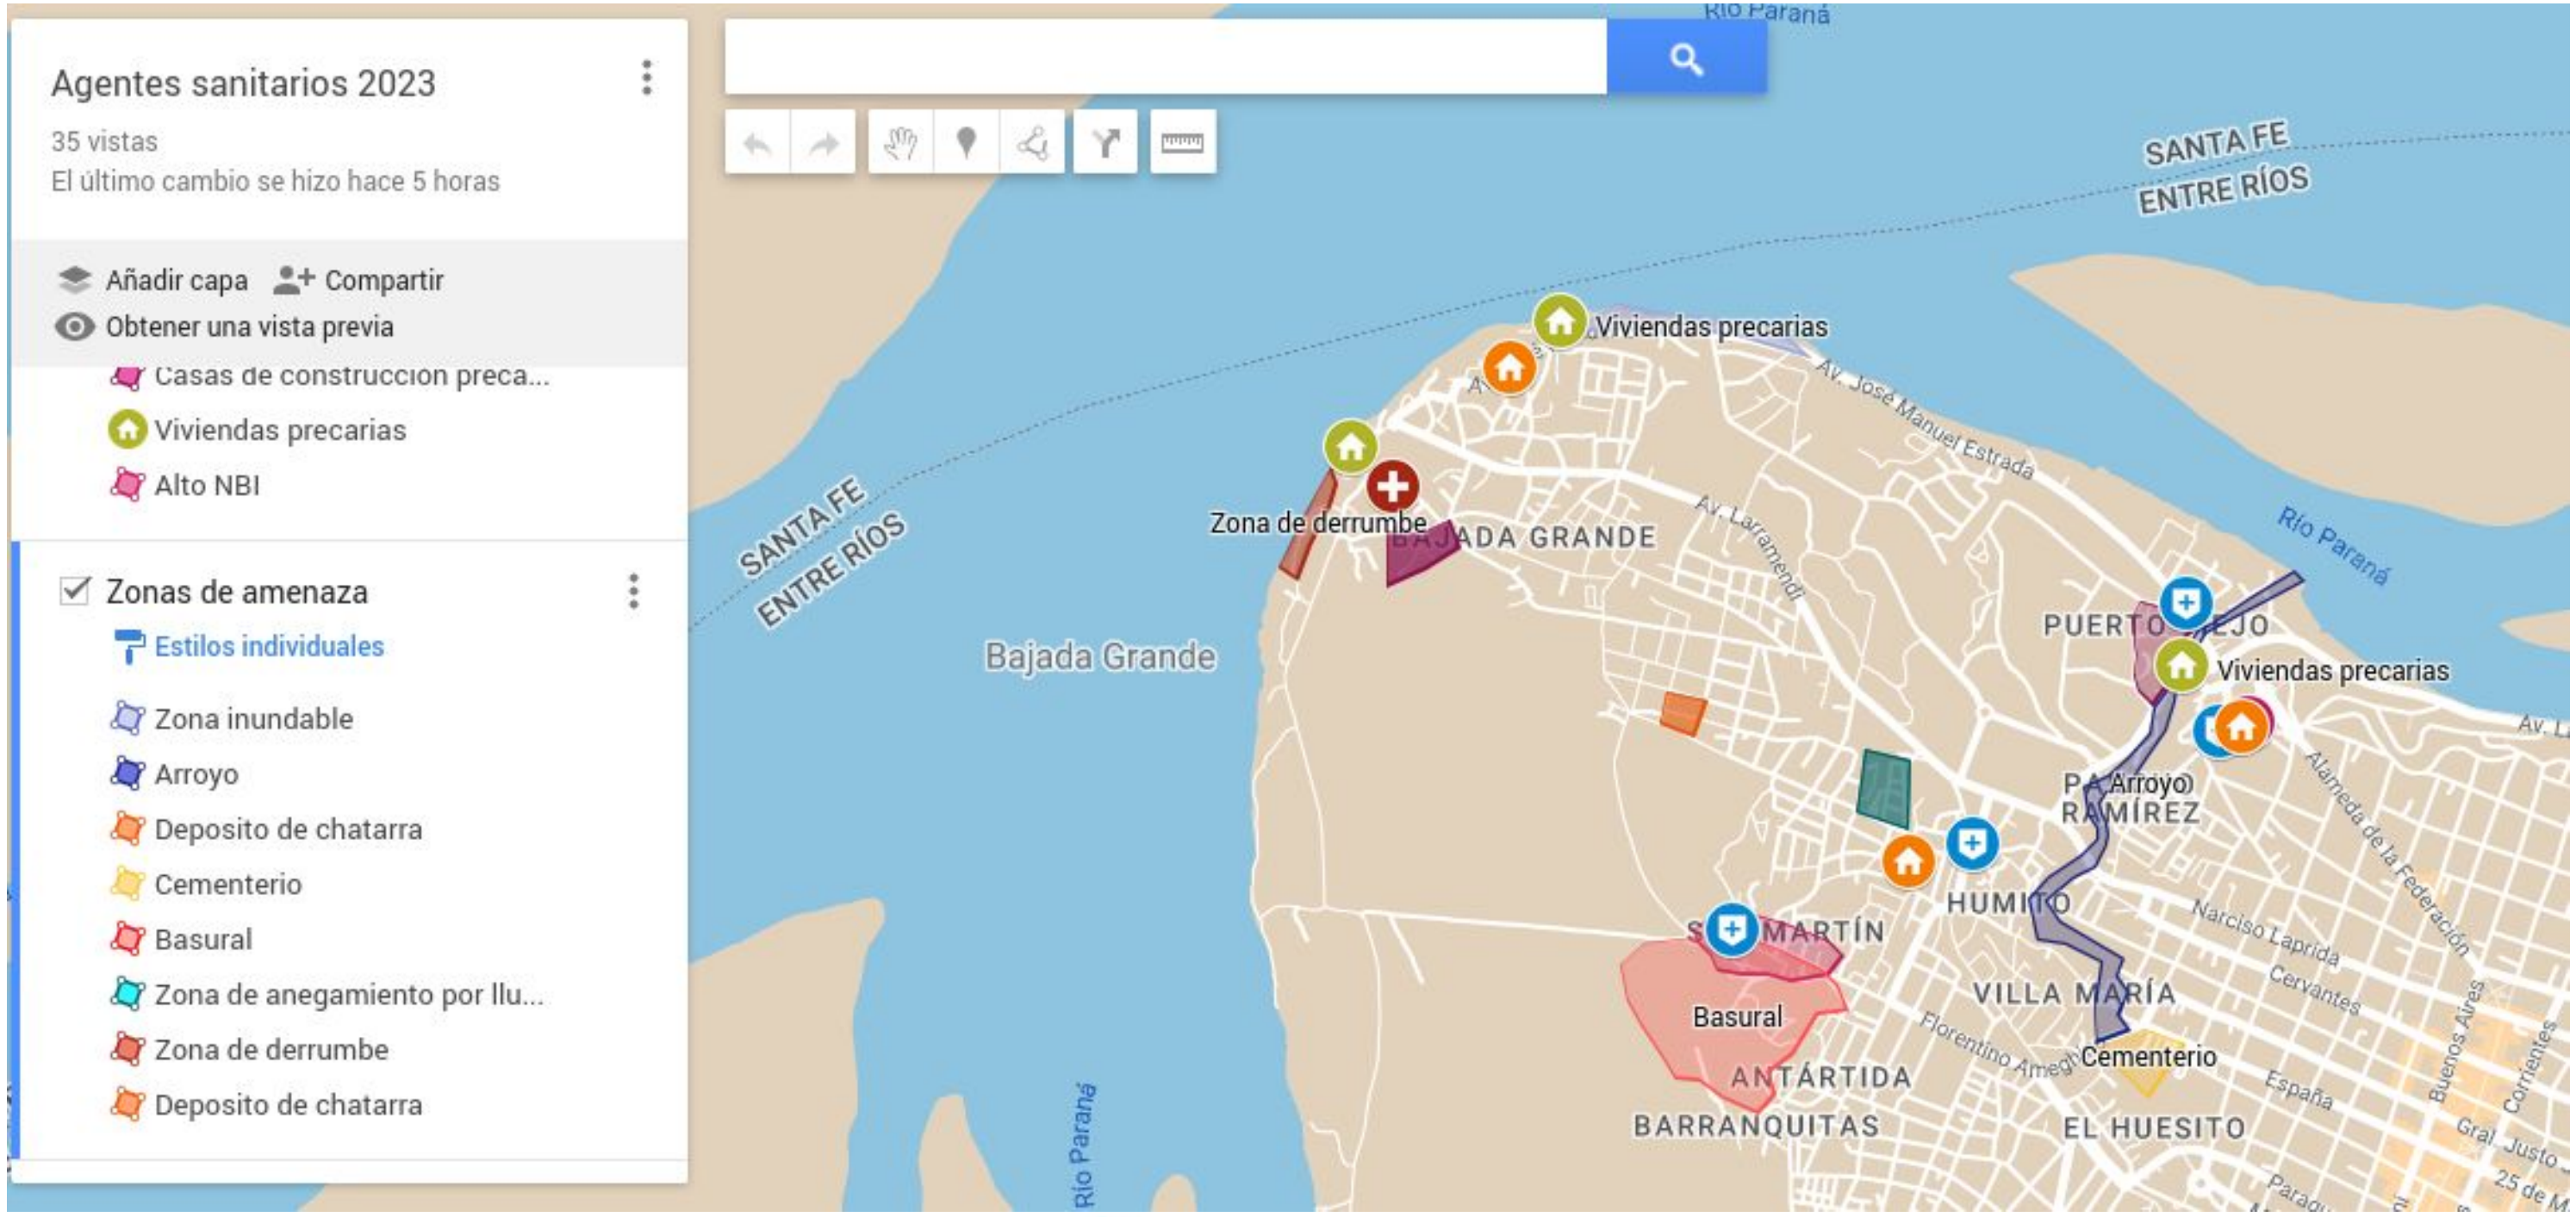 Agentes sanitarios 2023
35 vistas
El último cambio se hizo hace 5 horas
Añadir capa
Compartir
Obtener una vista previa
Casas de construcción preca...
Viviendas precarias
Alto NBI
Zonas de amenaza
Estilos individuales
Zona inundable
Arroyo
Deposito de chatarra
Cementerio
Basural
Zona de anegamiento por llu...
Zona de derrumbe
Deposito de chatarra
Río Paraná
SANTA FE
ENTRE RÍOS
Viviendas precarias
Av. José Manuel Estrada
SANTA FE
ENTRE RÍOS
Zona de derrumbe
BAJADA GRANDE
Av. Larramendi
Río Paraná
Bajada Grande
PUERTO
EJO
Viviendas precarias
Av. L
Arroyo
RAMÍREZ
Alameda de la Federación
HUMITO
Narciso Laprida
MARTÍN
Cervantes
VILLA MARÍA
Basural
Florentino Amegh
Cementerio
Buenos Aires
Corrientes
ANTÁRTIDA
España
BARRANQUITAS
EL HUESITO
Río Paraná
Gral. Justo J
25 de M
Paragu